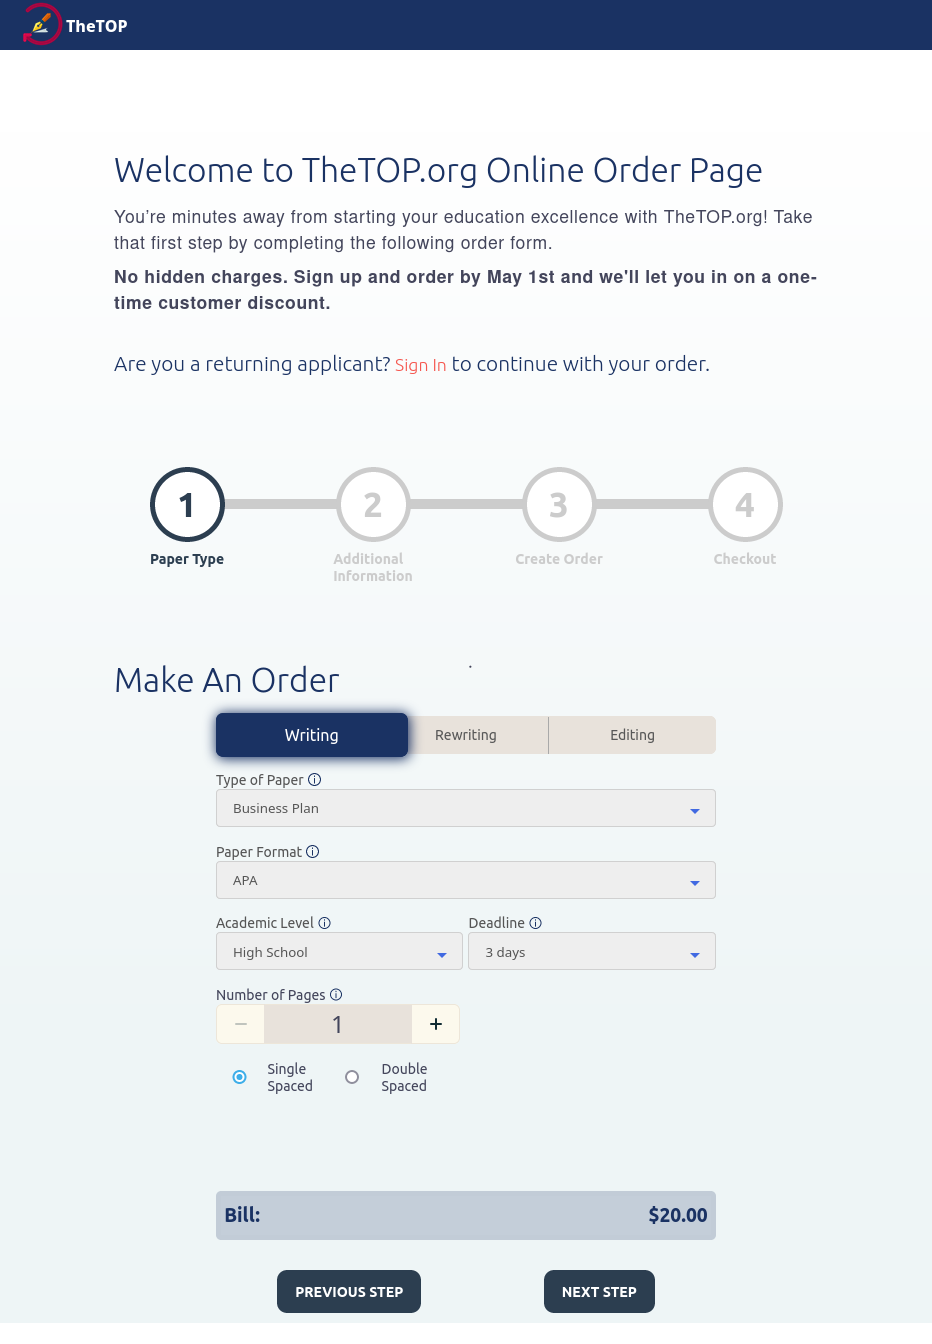 TheTOP
Welcome to TheTOP.org Online Order Page
You're minutes away from starting your education excellence with TheTOP.org! Take
that first step by completing the following order form.
No hidden charges. Sign up and order by May 1st and we'll let you in on a one-
time customer discount.
Are you a returning applicant? Sign In to continue with your order.
1 2 3 4
Paper Type Additional Create Order Checkout
Information
Make An Order
Writing Rewriting Editing
Type of Paper
Business Plan
Paper Format
APA
Academic Level Deadline
High School 3 days
Number of Pages
− 1 +
Single Double
Spaced Spaced
Bill: $20.00
PREVIOUS STEP NEXT STEP